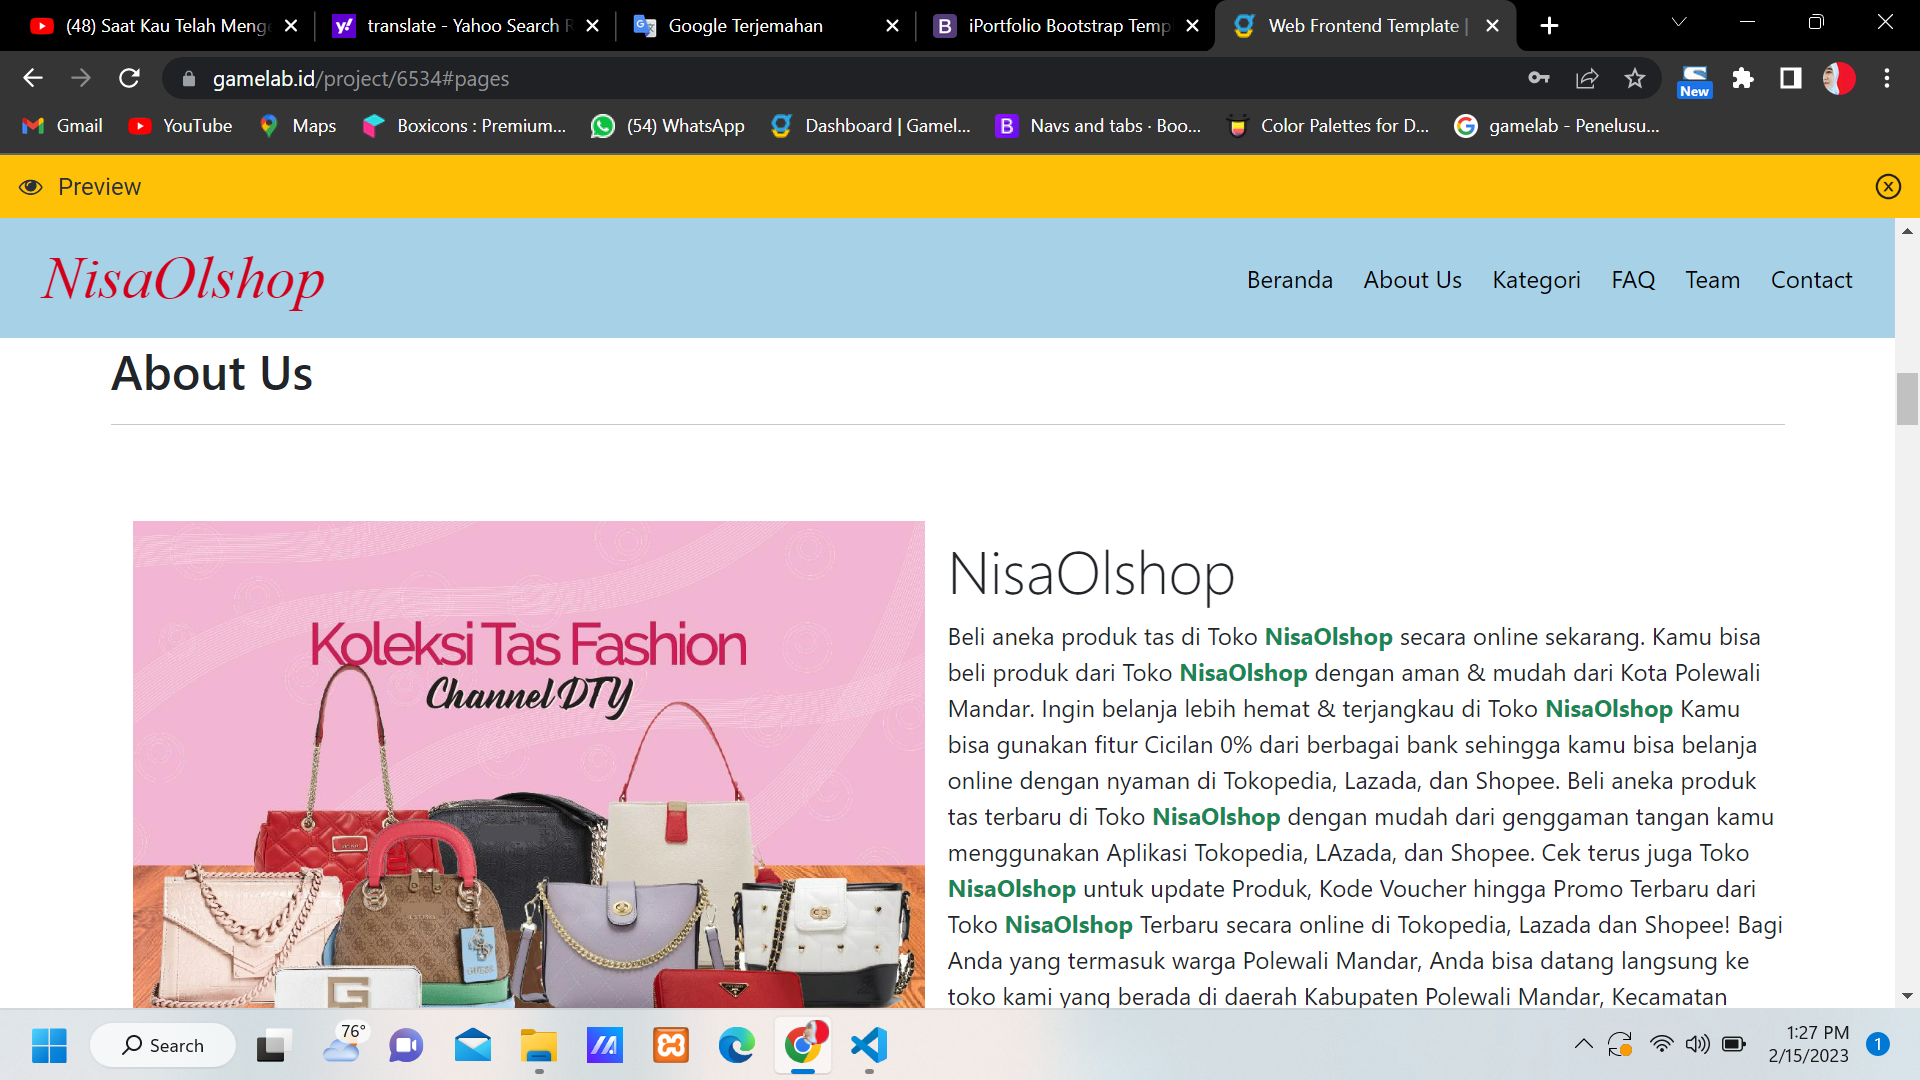 (48) Saat Kau Telah Menge
translate - Yahoo Search R
Google Terjemahan
iPortfolio Bootstrap Temp
Web Frontend Template |
gamelab.id/project/6534#pages
New
Gmail
YouTube
Maps
Boxicons : Premium...
(54) WhatsApp
Dashboard | Gamel...
Navs and tabs · Boo...
Color Palettes for D...
gamelab - Penelusu...
Preview
NisaOlshop
Beranda
About Us
Kategori
FAQ
Team
Contact
About Us
Koleksi Tas Fashion
Channel DTY
G
GUESS
NisaOlshop
Beli aneka produk tas di Toko NisaOlshop secara online sekarang. Kamu bisa
beli produk dari Toko NisaOlshop dengan aman & mudah dari Kota Polewali
Mandar. Ingin belanja lebih hemat & terjangkau di Toko NisaOlshop Kamu
bisa gunakan fitur Cicilan 0% dari berbagai bank sehingga kamu bisa belanja
online dengan nyaman di Tokopedia, Lazada, dan Shopee. Beli aneka produk
tas terbaru di Toko NisaOlshop dengan mudah dari genggaman tangan kamu
menggunakan Aplikasi Tokopedia, LAzada, dan Shopee. Cek terus juga Toko
NisaOlshop untuk update Produk, Kode Voucher hingga Promo Terbaru dari
Toko NisaOlshop Terbaru secara online di Tokopedia, Lazada dan Shopee! Bagi
Anda yang termasuk warga Polewali Mandar, Anda bisa datang langsung ke
toko kami yang berada di daerah Kabupaten Polewali Mandar, Kecamatan
Search
76°
1:27 PM
2/15/2023
1